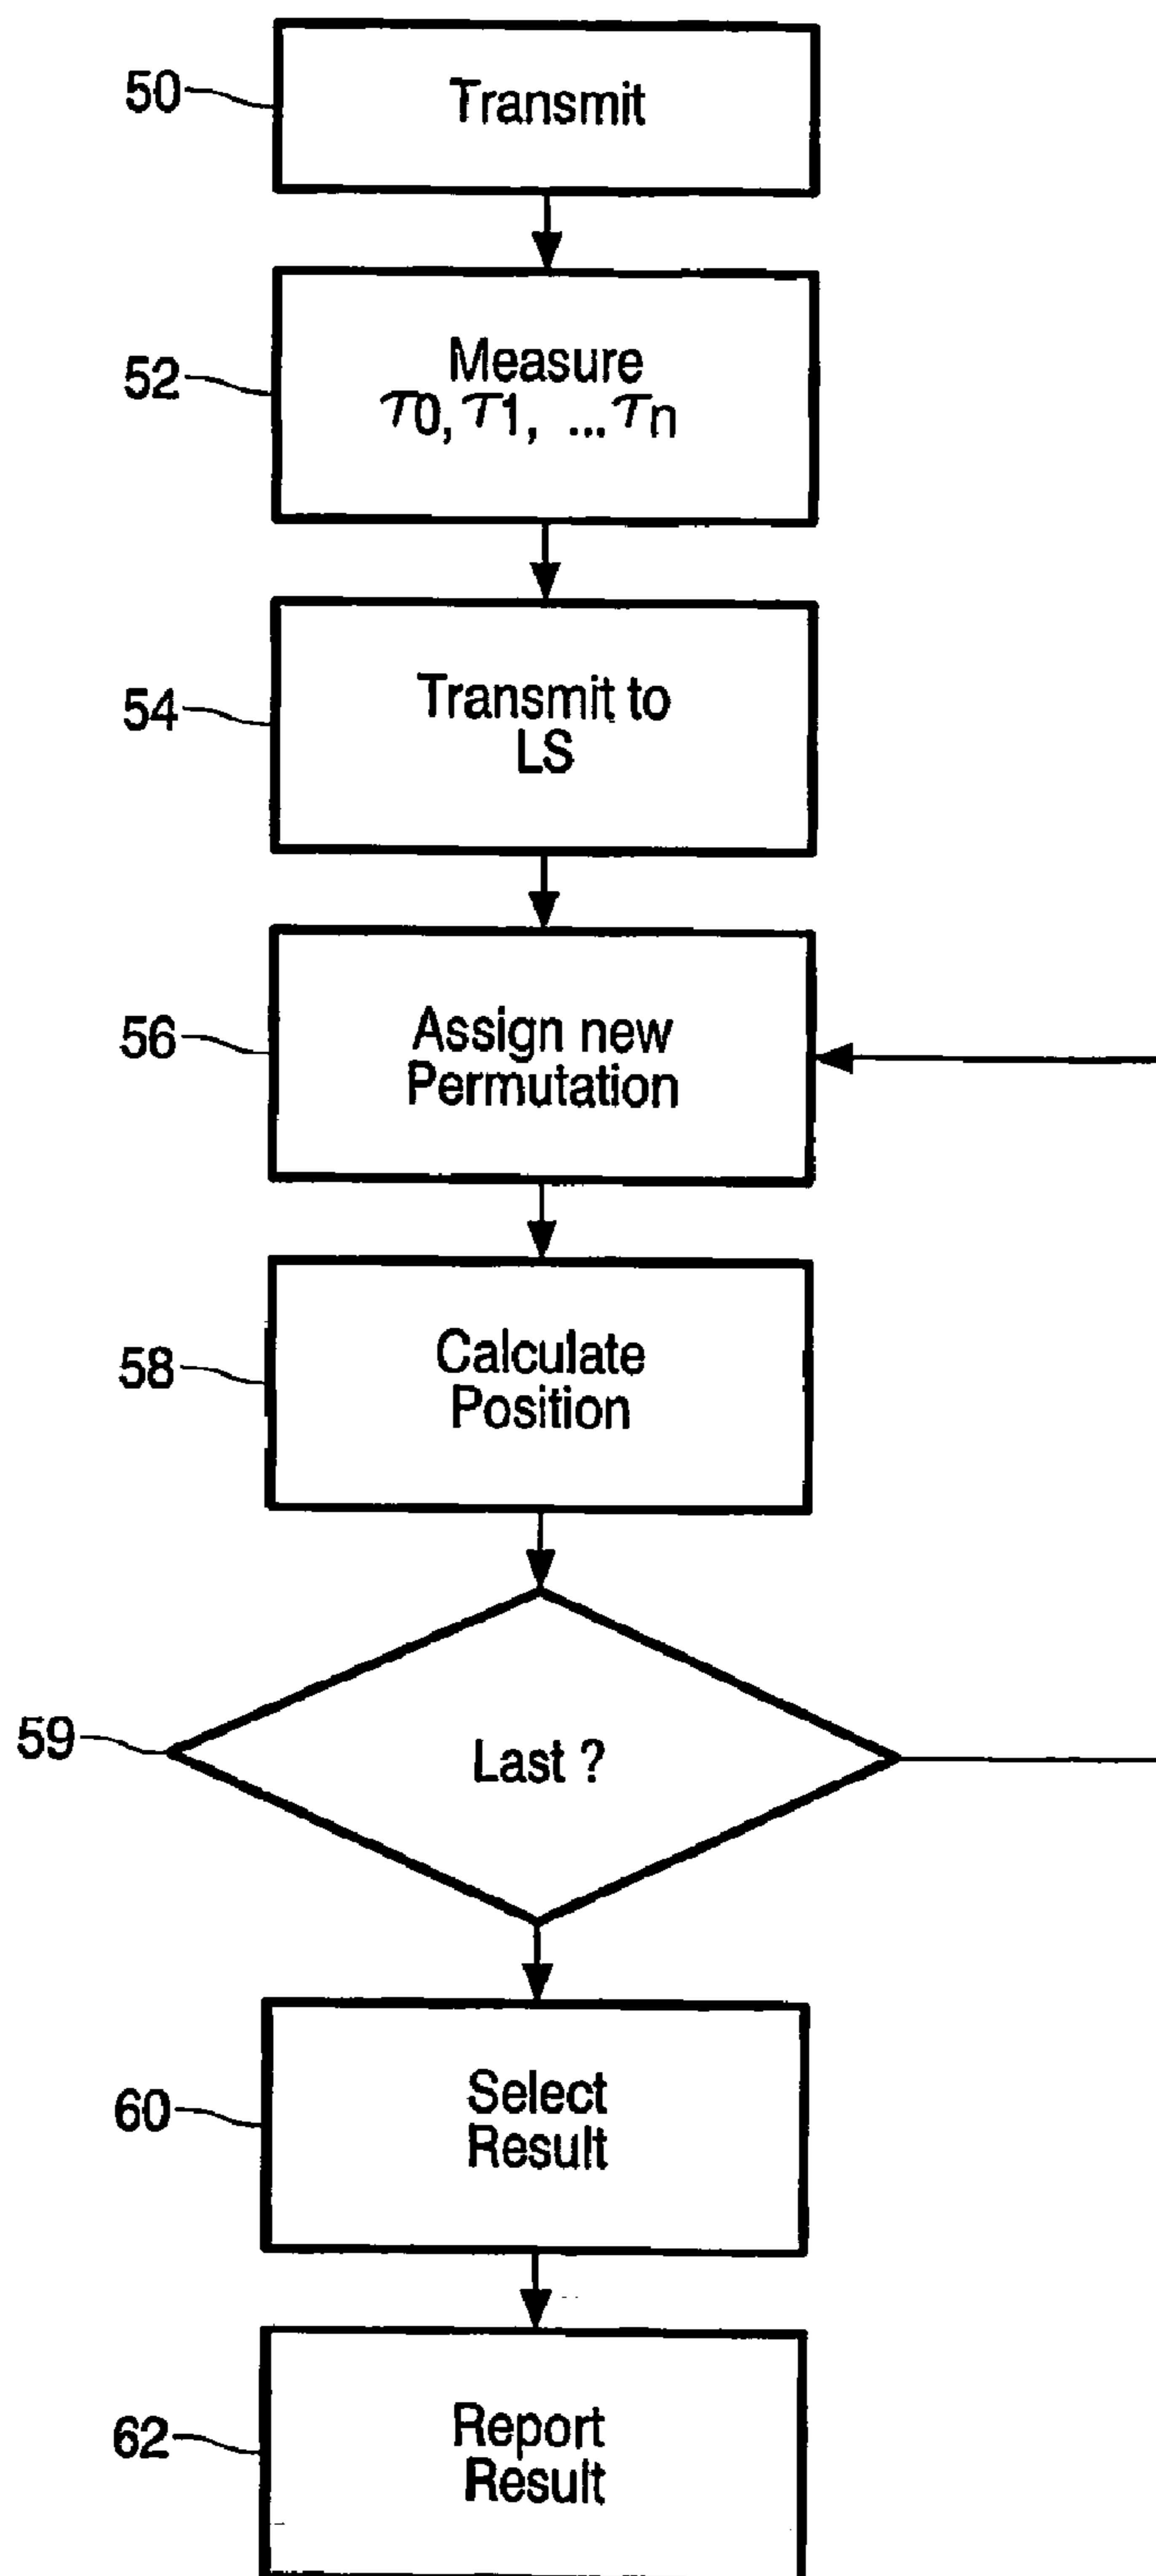 50
Transmit
52
Measure
τ0, τ1, ... τn
54
Transmit to
LS
56
Assign new
Permutation
58
Calculate
Position
59
Last ?
60
Select
Result
62
Report
Result